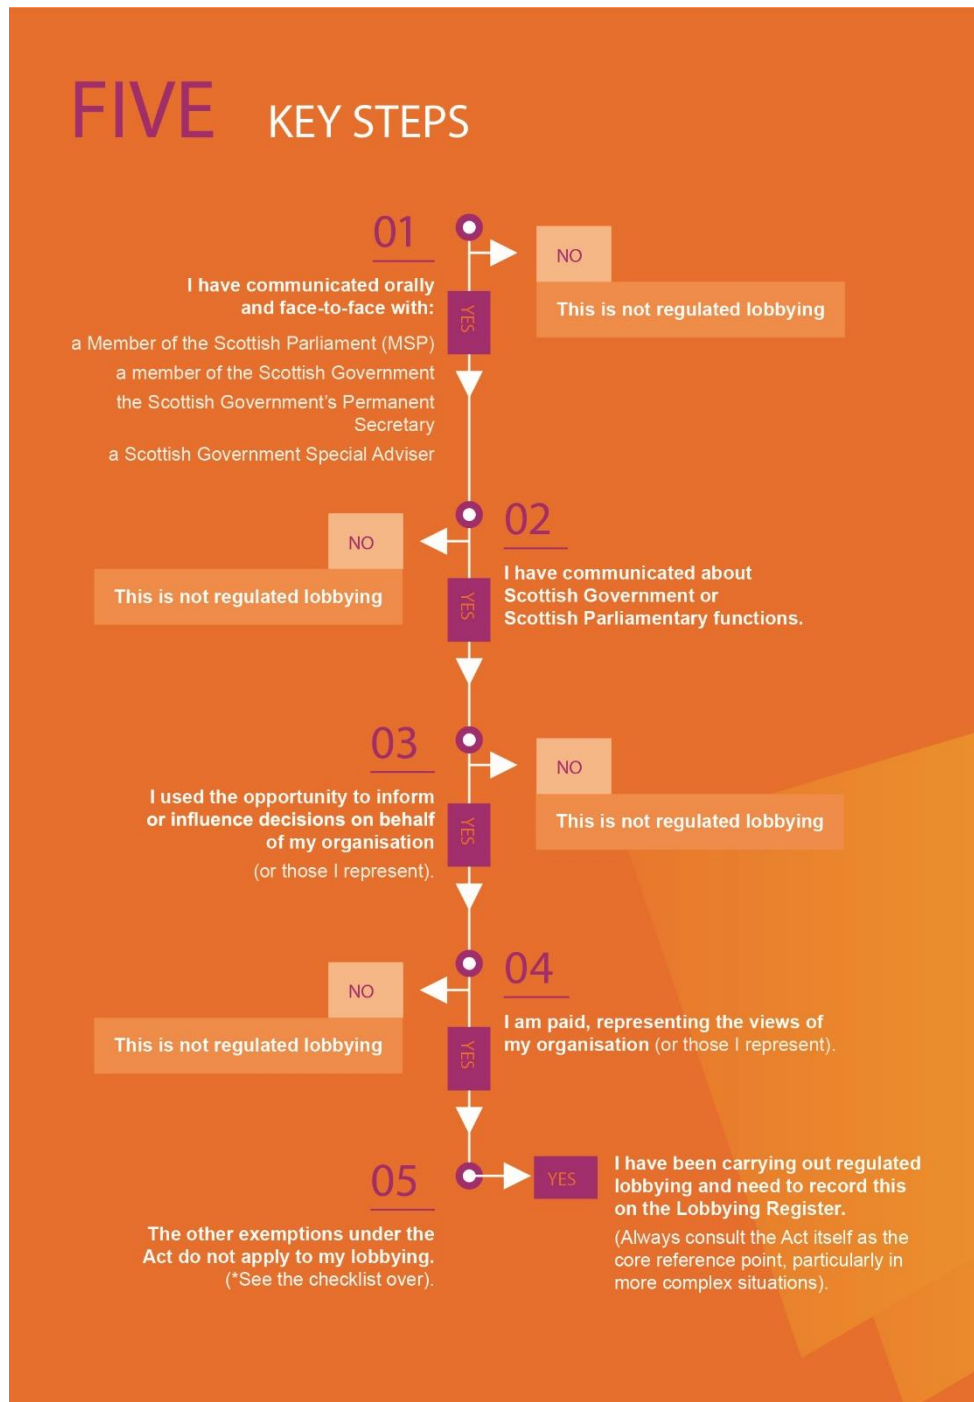 FIVE KEY STEPS
01
I have communicated orally
and face-to-face with:
a Member of the Scottish Parliament (MSP)
a member of the Scottish Government
the Scottish Government's Permanent
Secretary
a Scottish Government Special Adviser
YES
NO
This is not regulated lobbying
02
I have communicated about
Scottish Government or
Scottish Parliamentary functions.
NO
This is not regulated lobbying
YES
03
I used the opportunity to inform
or influence decisions on behalf
of my organisation
(or those I represent).
YES
NO
This is not regulated lobbying
04
I am paid, representing the views of
my organisation (or those I represent).
NO
This is not regulated lobbying
YES
05
The other exemptions under the
Act do not apply to my lobbying.
(*See the checklist over).
YES
I have been carrying out regulated
lobbying and need to record this
on the Lobbying Register.
(Always consult the Act itself as the
core reference point, particularly in
more complex situations).